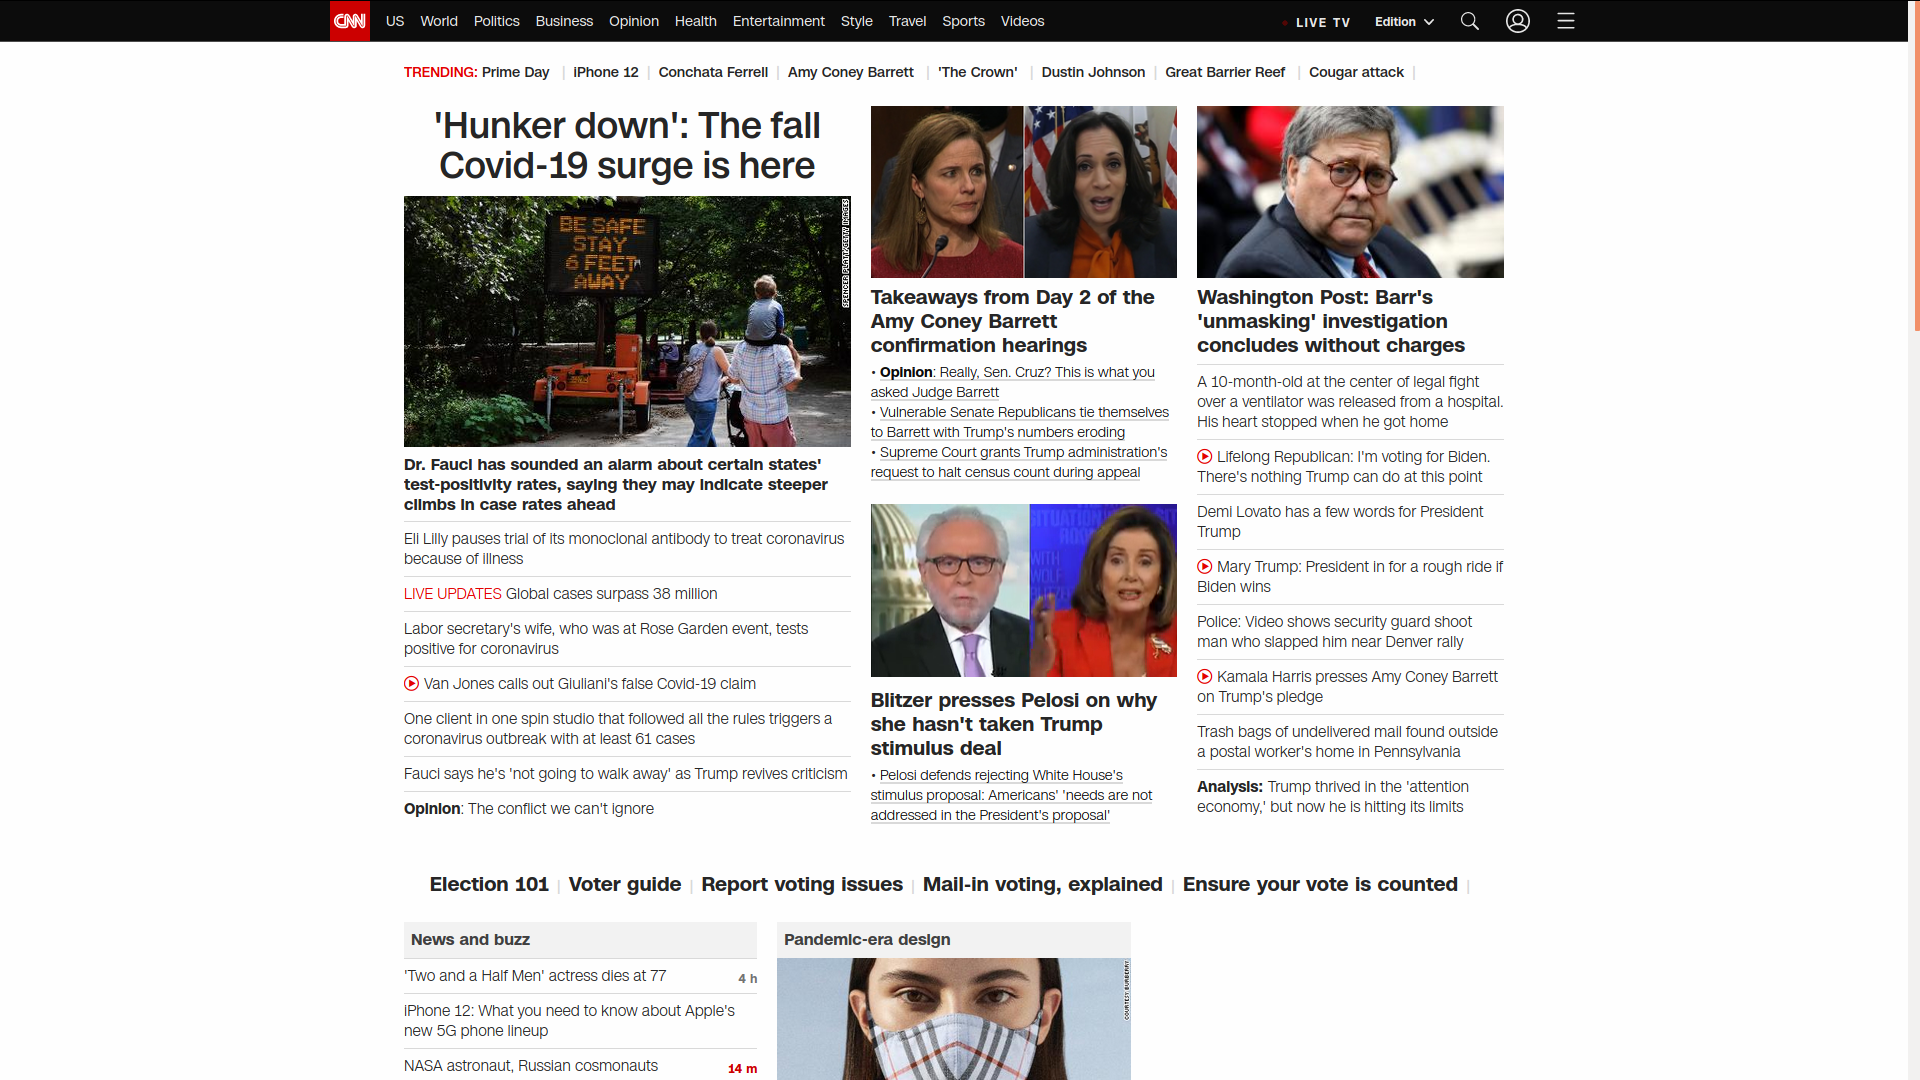 CNN US World Politics Business Opinion Health Entertainment Style Travel Sports Videos LIVE TV Edition
TRENDING: Prime Day | iPhone 12 | Conchata Ferrell | Amy Coney Barrett | 'The Crown' | Dustin Johnson | Great Barrier Reef | Cougar attack |
'Hunker down': The fall
Covid-19 surge is here
BE SAFE
STAY
6 FEET
AWAY
SPENCER PLATT/GETTY IMAGES
Dr. Fauci has sounded an alarm about certain states'
test-positivity rates, saying they may indicate steeper
climbs in case rates ahead
Eli Lilly pauses trial of its monoclonal antibody to treat coronavirus
because of illness
LIVE UPDATES Global cases surpass 38 million
Labor secretary's wife, who was at Rose Garden event, tests
positive for coronavirus
Van Jones calls out Giuliani's false Covid-19 claim
One client in one spin studio that followed all the rules triggers a
coronavirus outbreak with at least 61 cases
Fauci says he's 'not going to walk away' as Trump revives criticism
Opinion: The conflict we can't ignore
Takeaways from Day 2 of the
Amy Coney Barrett
confirmation hearings
• Opinion: Really, Sen. Cruz? This is what you
asked Judge Barrett
• Vulnerable Senate Republicans tie themselves
to Barrett with Trump's numbers eroding
• Supreme Court grants Trump administration's
request to halt census count during appeal
SITUATION ROOM
WITH
WOLF
BLITZER
Blitzer presses Pelosi on why
she hasn't taken Trump
stimulus deal
• Pelosi defends rejecting White House's
stimulus proposal: Americans' 'needs are not
addressed in the President's proposal'
Washington Post: Barr's
'unmasking' investigation
concludes without charges
A 10-month-old at the center of legal fight
over a ventilator was released from a hospital.
His heart stopped when he got home
Lifelong Republican: I'm voting for Biden.
There's nothing Trump can do at this point
Demi Lovato has a few words for President
Trump
Mary Trump: President in for a rough ride if
Biden wins
Police: Video shows security guard shoot
man who slapped him near Denver rally
Kamala Harris presses Amy Coney Barrett
on Trump's pledge
Trash bags of undelivered mail found outside
a postal worker's home in Pennsylvania
Analysis: Trump thrived in the 'attention
economy,' but now he is hitting its limits
Election 101 | Voter guide | Report voting issues | Mail-in voting, explained | Ensure your vote is counted |
News and buzz
'Two and a Half Men' actress dies at 77 4 h
iPhone 12: What you need to know about Apple's
new 5G phone lineup
NASA astronaut, Russian cosmonauts 14 m
Pandemic-era design
COURTESY BURBERRY